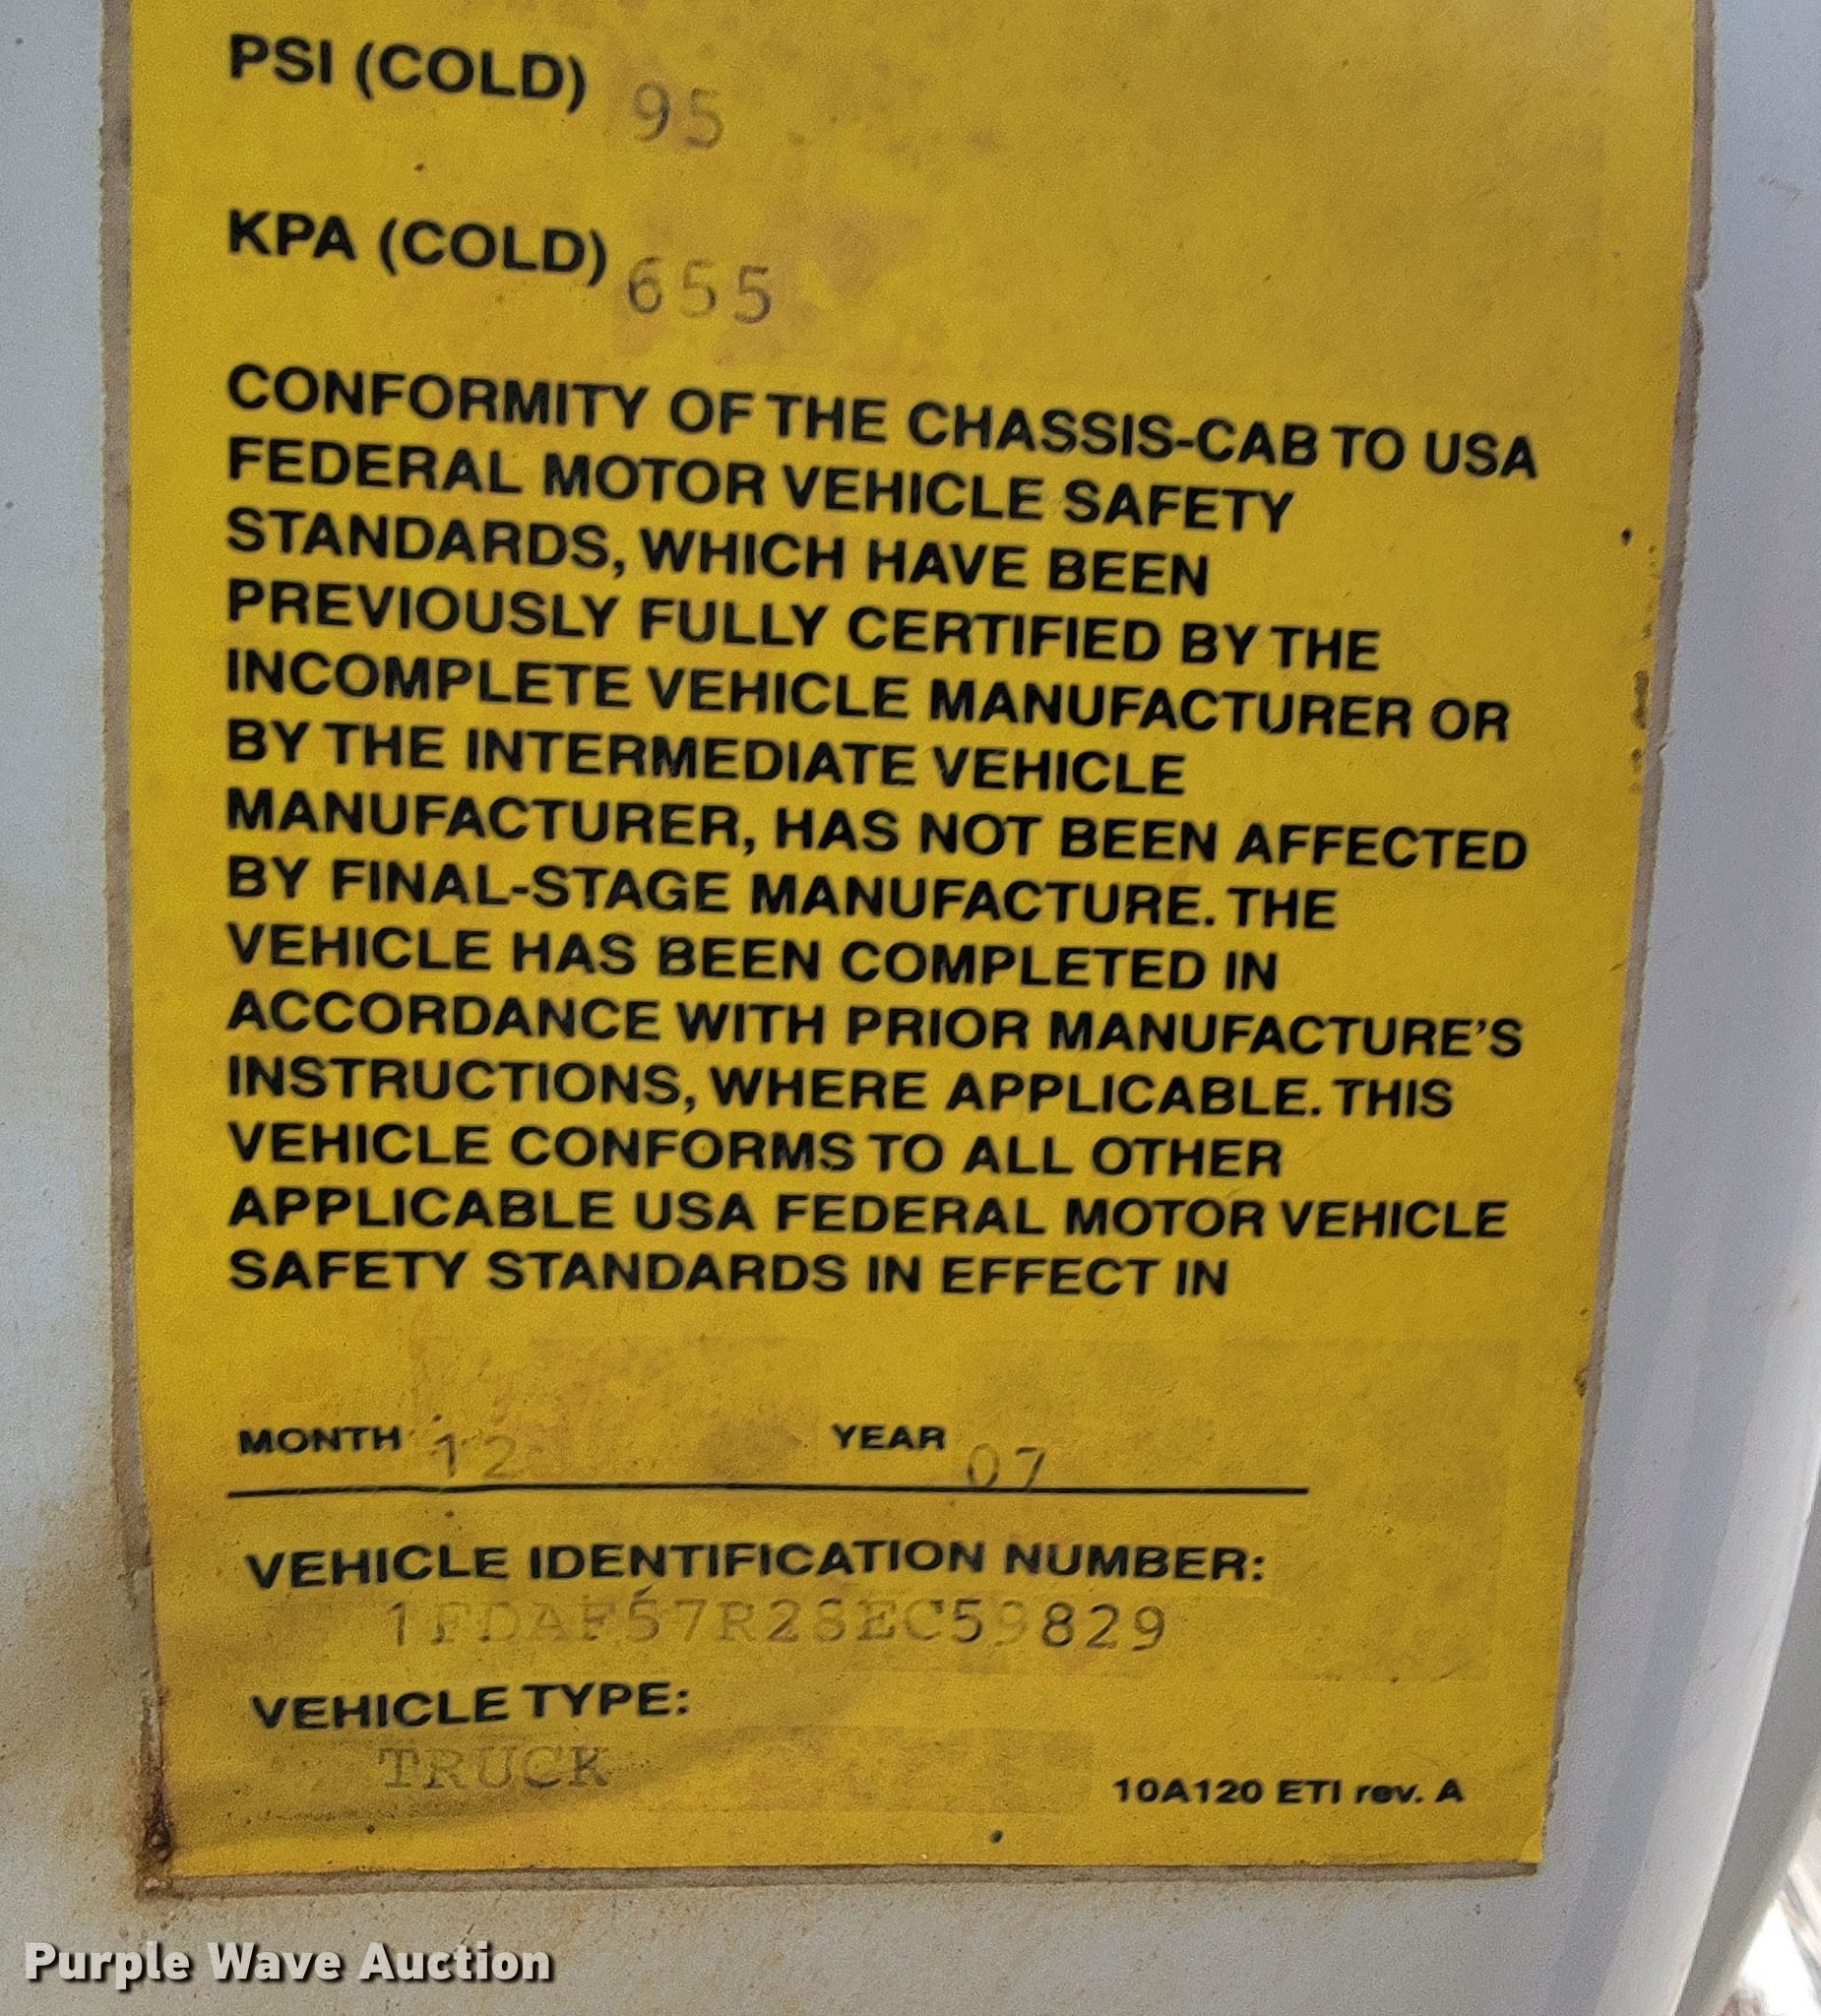 PSI (COLD) 95
KPA (COLD) 655
CONFORMITY OF THE CHASSIS-CAB TO USA
FEDERAL MOTOR VEHICLE SAFETY
STANDARDS, WHICH HAVE BEEN
PREVIOUSLY FULLY CERTIFIED BY THE
INCOMPLETE VEHICLE MANUFACTURER OR
BY THE INTERMEDIATE VEHICLE
MANUFACTURER, HAS NOT BEEN AFFECTED
BY FINAL-STAGE MANUFACTURE. THE
VEHICLE HAS BEEN COMPLETED IN
ACCORDANCE WITH PRIOR MANUFACTURE'S
INSTRUCTIONS, WHERE APPLICABLE. THIS
VEHICLE CONFORMS TO ALL OTHER
APPLICABLE USA FEDERAL MOTOR VEHICLE
SAFETY STANDARDS IN EFFECT IN
MONTH 12 YEAR 07
VEHICLE IDENTIFICATION NUMBER:
1FDAF57R28EC59829
VEHICLE TYPE:
TRUCK
10A120 ETI rev. A
Purple Wave Auction